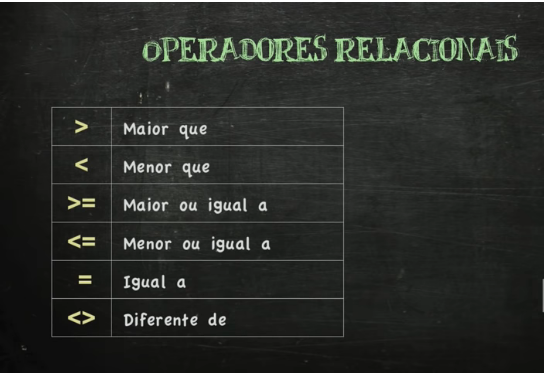 OPERADORES RELACIONAIS
> Maior que
< Menor que
>= Maior ou igual a
<= Menor ou igual a
= Igual a
<> Diferente de